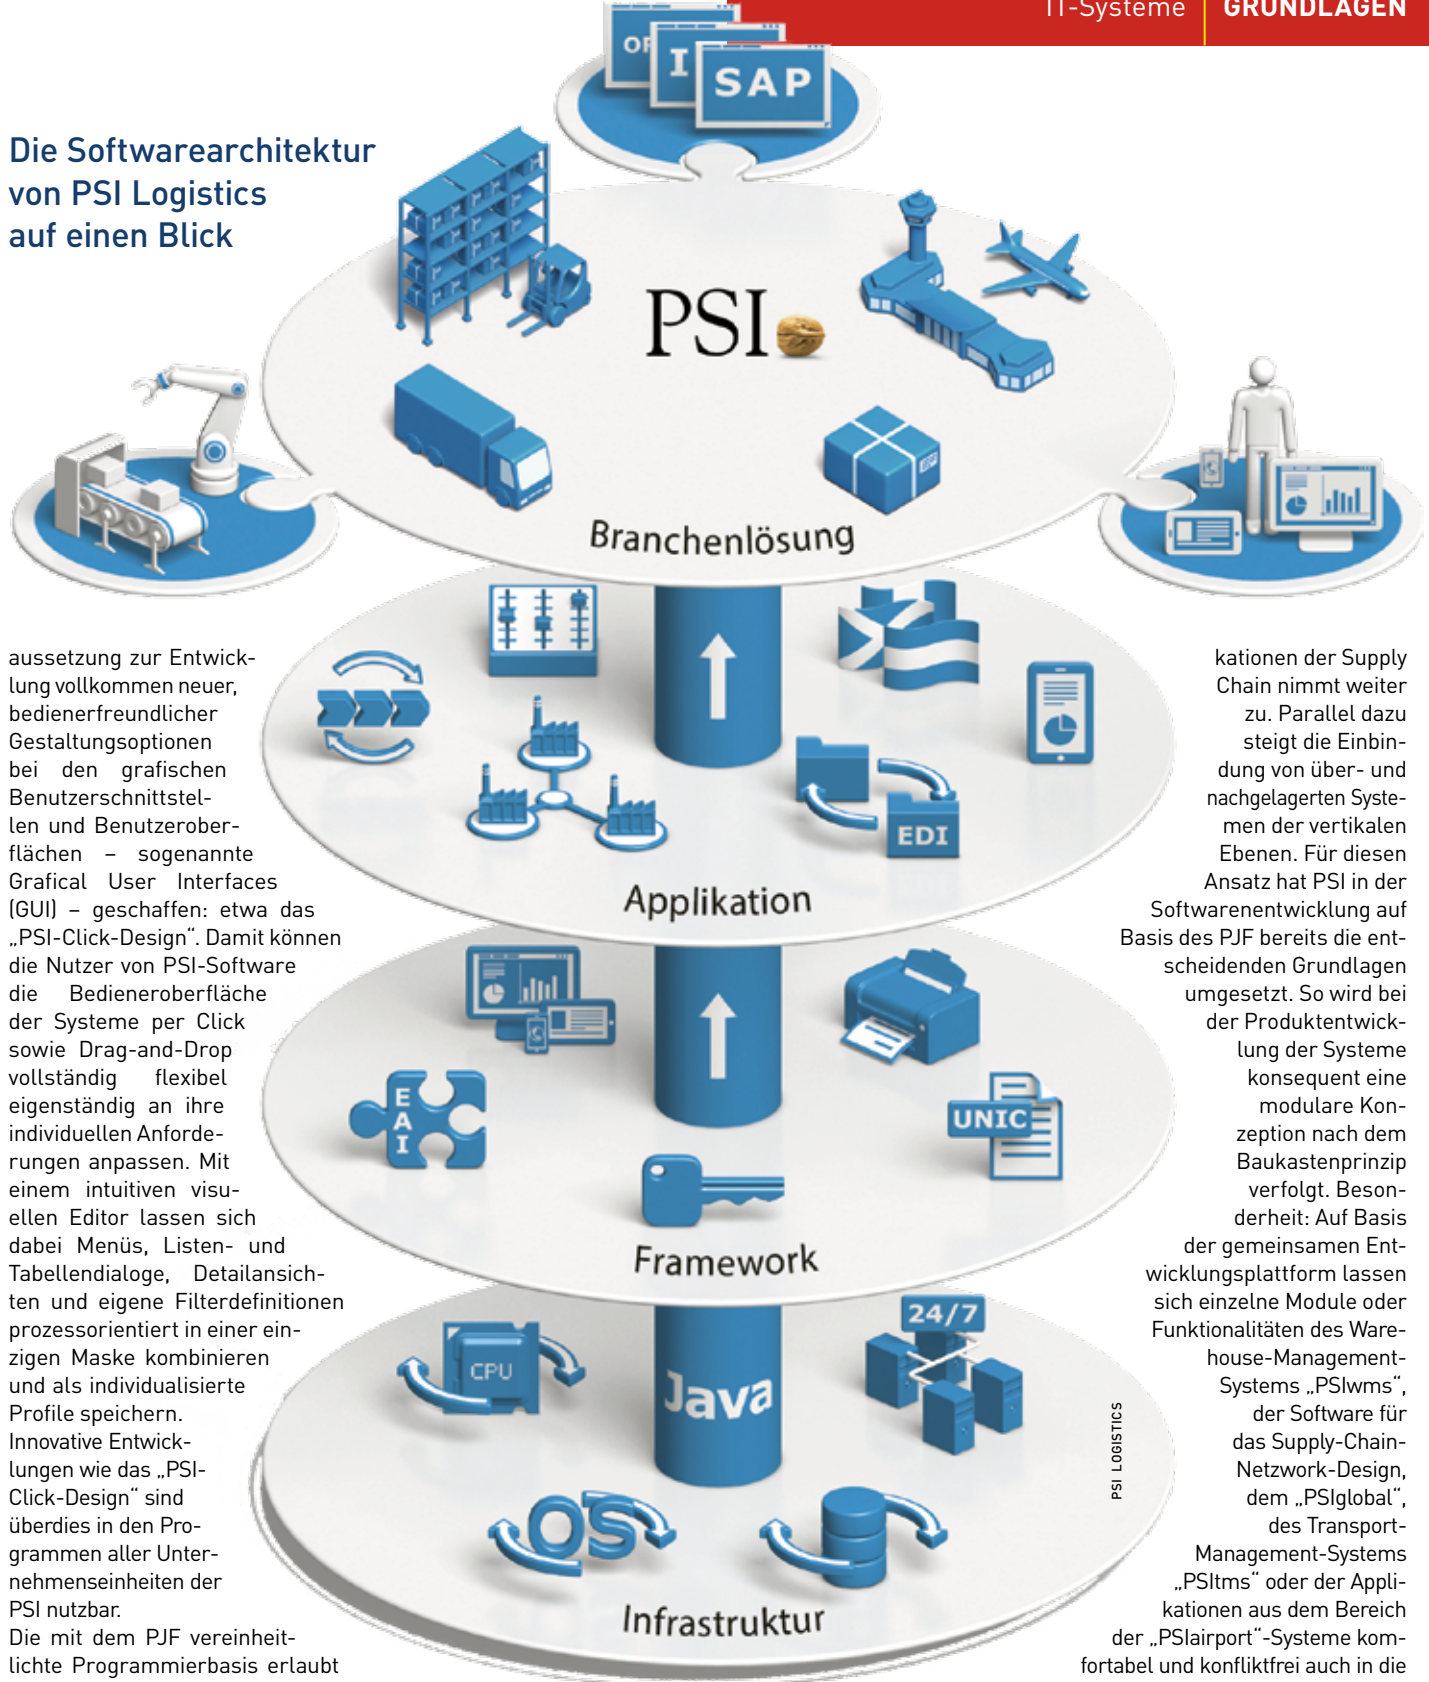 IT-Systeme GRUNDLAGEN
Die Softwarearchitektur
von PSI Logistics
auf einen Blick
SAP
PSI
Branchenlösung
EDI
Applikation
E
A
I
UNIC
Framework
24/7
CPU
Java
OS
Infrastruktur
PSI LOGISTICS
aussetzung zur Entwick-
lung vollkommen neuer,
bedienerfreundlicher
Gestaltungsoptionen
bei den grafischen
Benutzerschnittstel-
len und Benutzerober-
flächen – sogenannte
Grafical User Interfaces
(GUI) – geschaffen: etwa das
„PSI-Click-Design“. Damit können
die Nutzer von PSI-Software
die Bedieneroberfläche
der Systeme per Click
sowie Drag-and-Drop
vollständig flexibel
eigenständig an ihre
individuellen Anforde-
rungen anpassen. Mit
einem intuitiven visu-
ellen Editor lassen sich
dabei Menüs, Listen- und
Tabellendialoge, Detailansich-
ten und eigene Filterdefinitionen
prozessorientiert in einer ein-
zigen Maske kombinieren
und als individualisierte
Profile speichern.
Innovative Entwick-
lungen wie das „PSI-
Click-Design“ sind
überdies in den Pro-
grammen aller Unter-
nehmenseinheiten der
PSI nutzbar.
Die mit dem PJF vereinheit-
lichte Programmierbasis erlaubt
kationen der Supply
Chain nimmt weiter
zu. Parallel dazu
steigt die Einbin-
dung von über- und
nachgelagerten Syste-
men der vertikalen
Ebenen. Für diesen
Ansatz hat PSI in der
Softwarenentwicklung auf
Basis des PJF bereits die ent-
scheidenden Grundlagen
umgesetzt. So wird bei
der Produktentwick-
lung der Systeme
konsequent eine
modulare Kon-
zeption nach dem
Baukastenprinzip
verfolgt. Beson-
derheit: Auf Basis
der gemeinsamen Ent-
wicklungsplattform lassen
sich einzelne Module oder
Funktionalitäten des Ware-
house-Management-
Systems „PSIwms“,
der Software für
das Supply-Chain-
Netzwork-Design,
dem „PSIglobal“,
des Transport-
Management-Systems
„PSItms“ oder der Appli-
kationen aus dem Bereich
der „PSIairport“-Systeme kom-
fortabel und konfliktfrei auch in die